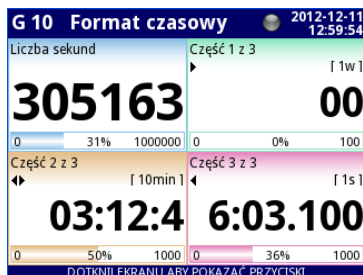 G 10 Format czasowy 2012-12-11
12:59:54
Liczba sekund
305163
0 31% 1000000
Część 1 z 3
[ 1w ]
00
0 0% 100
Część 2 z 3
[ 10min ]
03:12:4
0 50% 1000
Część 3 z 3
[ 1s ]
6:03.100
0 36% 1000
DOTKNIJ EKRANU ABY POKAZAĆ PRZYCISKI